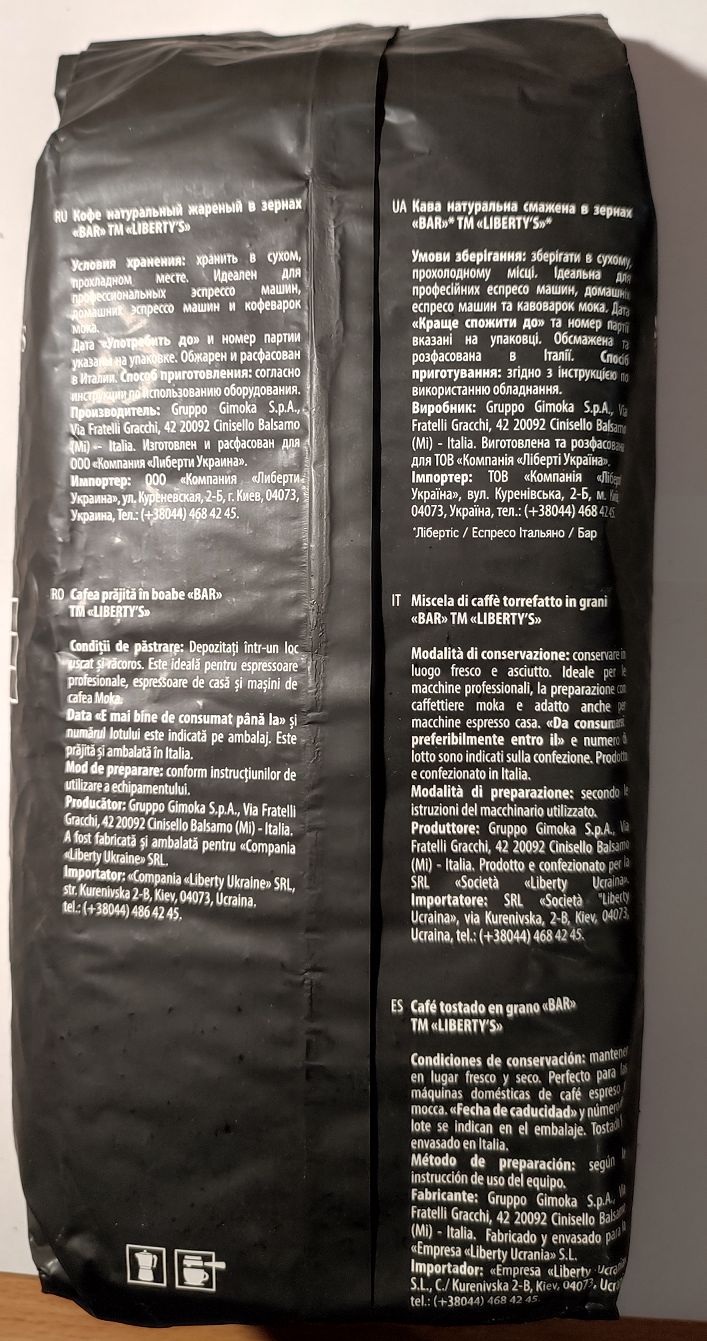 RU Кофе натуральный жареный в зернах
«BAR» TM «LIBERTY'S»
Условия хранения: хранить в сухом,
прохладном месте. Идеален для
профессиональных эспрессо машин,
домашних эспрессо машин и кофеварок
мока.
Дата «Употребить до» и номер партии
указаны на упаковке. Обжарен и расфасован
в Италии. Способ приготовления: согласно
инструкции по использованию оборудования.
Производитель: Gruppo Gimoka S.p.A.,
Via Fratelli Gracchi, 42 20092 Cinisello Balsamo
(Mi) - Italia. Изготовлен и расфасован для
ООО «Компания «Либерти Украина».
Импортер: ООО «Компания «Либерти
Украина», ул. Куреневская, 2-Б, г. Киев, 04073,
Украина, Тел.: (+38044) 468 42 45.
RO Cafea prăjită în boabe «BAR»
TM «LIBERTY'S»
Condiții de păstrare: Depozitați într-un loc
uscat și răcoros. Este ideală pentru espressoare
profesionale, espressoare de casă și mașini de
cafea Moka.
Data «E mai bine de consumat până la» și
numărul lotului este indicată pe ambalaj. Este
prăjită și ambalată în Italia.
Mod de preparare: conform instrucțiunilor de
utilizare a echipamentului.
Producător: Gruppo Gimoka S.p.A., Via Fratelli
Gracchi, 42 20092 Cinisello Balsamo (Mi) - Italia.
A fost fabricată și ambalată pentru «Compania
«Liberty Ukraine» SRL.
Importator: «Compania «Liberty Ukraine» SRL,
str. Kurenivska 2-B, Kiev, 04073, Ucraina,
tel.: (+38044) 486 42 45.
UA Кава натуральна смажена в зернах
«BAR»* TM «LIBERTY'S»*
Умови зберігання: зберігати в сухому,
прохолодному місці. Ідеальна для
професійних еспресо машин, домашніх
еспресо машин та кавоварок мока. Дата
«Краще спожити до» та номер партії
вказані на упаковці. Обсмажена та
розфасована в Італії. Спосіб
приготування: згідно з інструкцією по
використанню обладнання.
Виробник: Gruppo Gimoka S.p.A., Via
Fratelli Gracchi, 42 20092 Cinisello Balsamo
(Mi) - Italia. Виготовлена та розфасована
для ТОВ «Компанія «Ліберті Україна».
Імпортер: ТОВ «Компанія «Ліберті
Україна», вул. Куренівська, 2-Б, м. Київ,
04073, Україна, тел.: (+38044) 468 42 45
*Лібертіс / Еспресо Італьяно / Бар
IT Miscela di caffè torrefatto in grani
«BAR» TM «LIBERTY'S»
Modalità di conservazione: conservare in
luogo fresco e asciutto. Ideale per le
macchine professionali, la preparazione con
caffettiere moka e adatto anche per
macchine espresso casa. «Da consumarsi
preferibilmente entro il» e numero di
lotto sono indicati sulla confezione. Prodotto
e confezionato in Italia.
Modalità di preparazione: secondo le
istruzioni del macchinario utilizzato.
Produttore: Gruppo Gimoka S.p.A., Via
Fratelli Gracchi, 42 20092 Cinisello Balsamo
(Mi) - Italia. Prodotto e confezionato per la
SRL «Società «Liberty Ucraina».
Importatore: SRL «Società "Liberty
Ucraina», via Kurenivska, 2-B, Kiev, 04073,
Ucraina, tel.: (+38044) 468 42 45.
ES Café tostado en grano «BAR»
TM «LIBERTY'S»
Condiciones de conservación: mantener
en lugar fresco y seco. Perfecto para las
máquinas domésticas de café espreso
mocca. «Fecha de caducidad» y número
lote se indican en el embalaje. Tostado
envasado en Italia.
Método de preparación: según la
instrucción de uso del equipo.
Fabricante: Gruppo Gimoka S.p.A., Via
Fratelli Gracchi, 42 20092 Cinisello Balsamo
(Mi) - Italia. Fabricado y envasado para la
«Empresa «Liberty Ucrania» S.L.
Importador: «Empresa «Liberty Ucrania»
S.L., C./ Kurenivska 2-B, Kiev, 04073,
tel.: (+38044) 468 42 45.